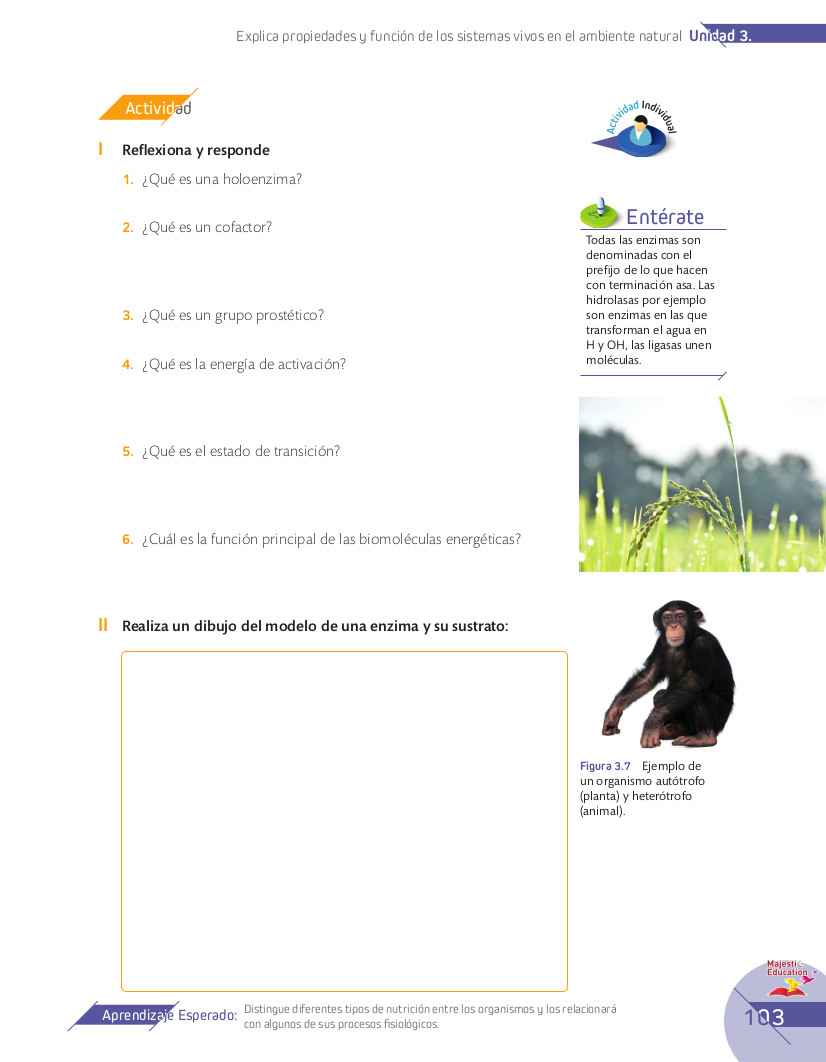 Explica propiedades y función de los sistemas vivos en el ambiente natural Unidad 3.
Actividad
Actividad Individual
I Reflexiona y responde
1. ¿Qué es una holoenzima?
2. ¿Qué es un cofactor?
3. ¿Qué es un grupo prostético?
4. ¿Qué es la energía de activación?
5. ¿Qué es el estado de transición?
6. ¿Cuál es la función principal de las biomoléculas energéticas?
II Realiza un dibujo del modelo de una enzima y su sustrato:
Entérate
Todas las enzimas son
denominadas con el
prefijo de lo que hacen
con terminación asa. Las
hidrolasas por ejemplo
son enzimas en las que
transforman el agua en
H y OH, las ligasas unen
moléculas.
Figura 3.7 Ejemplo de
un organismo autótrofo
(planta) y heterótrofo
(animal).
Aprendizaje Esperado:
Distingue diferentes tipos de nutrición entre los organismos y los relacionará
con algunos de sus procesos fisiológicos.
Majestic
Education
103